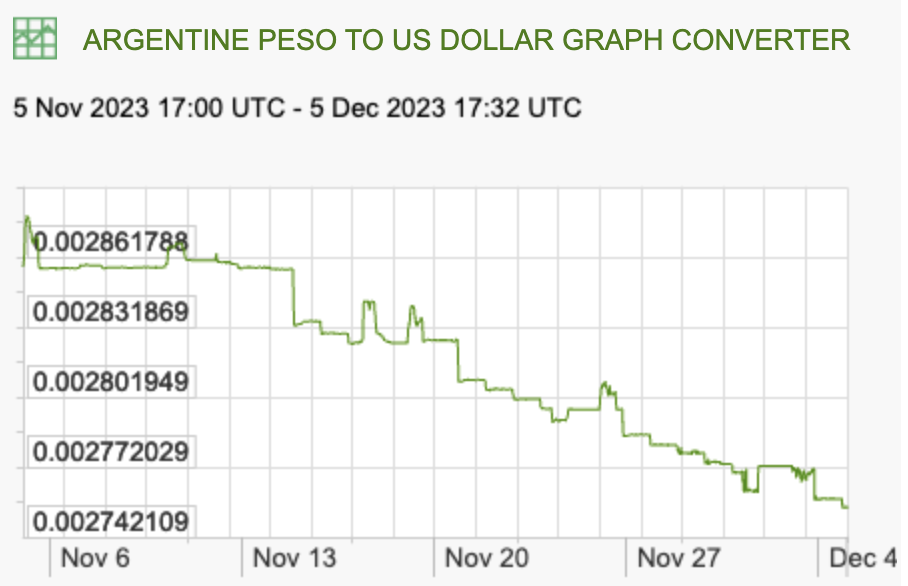 ARGENTINE PESO TO US DOLLAR GRAPH CONVERTER
5 Nov 2023 17:00 UTC - 5 Dec 2023 17:32 UTC
0.002861788
0.002831869
0.002801949
0.002772029
0.002742109
Nov 6 Nov 13 Nov 20 Nov 27 Dec 4